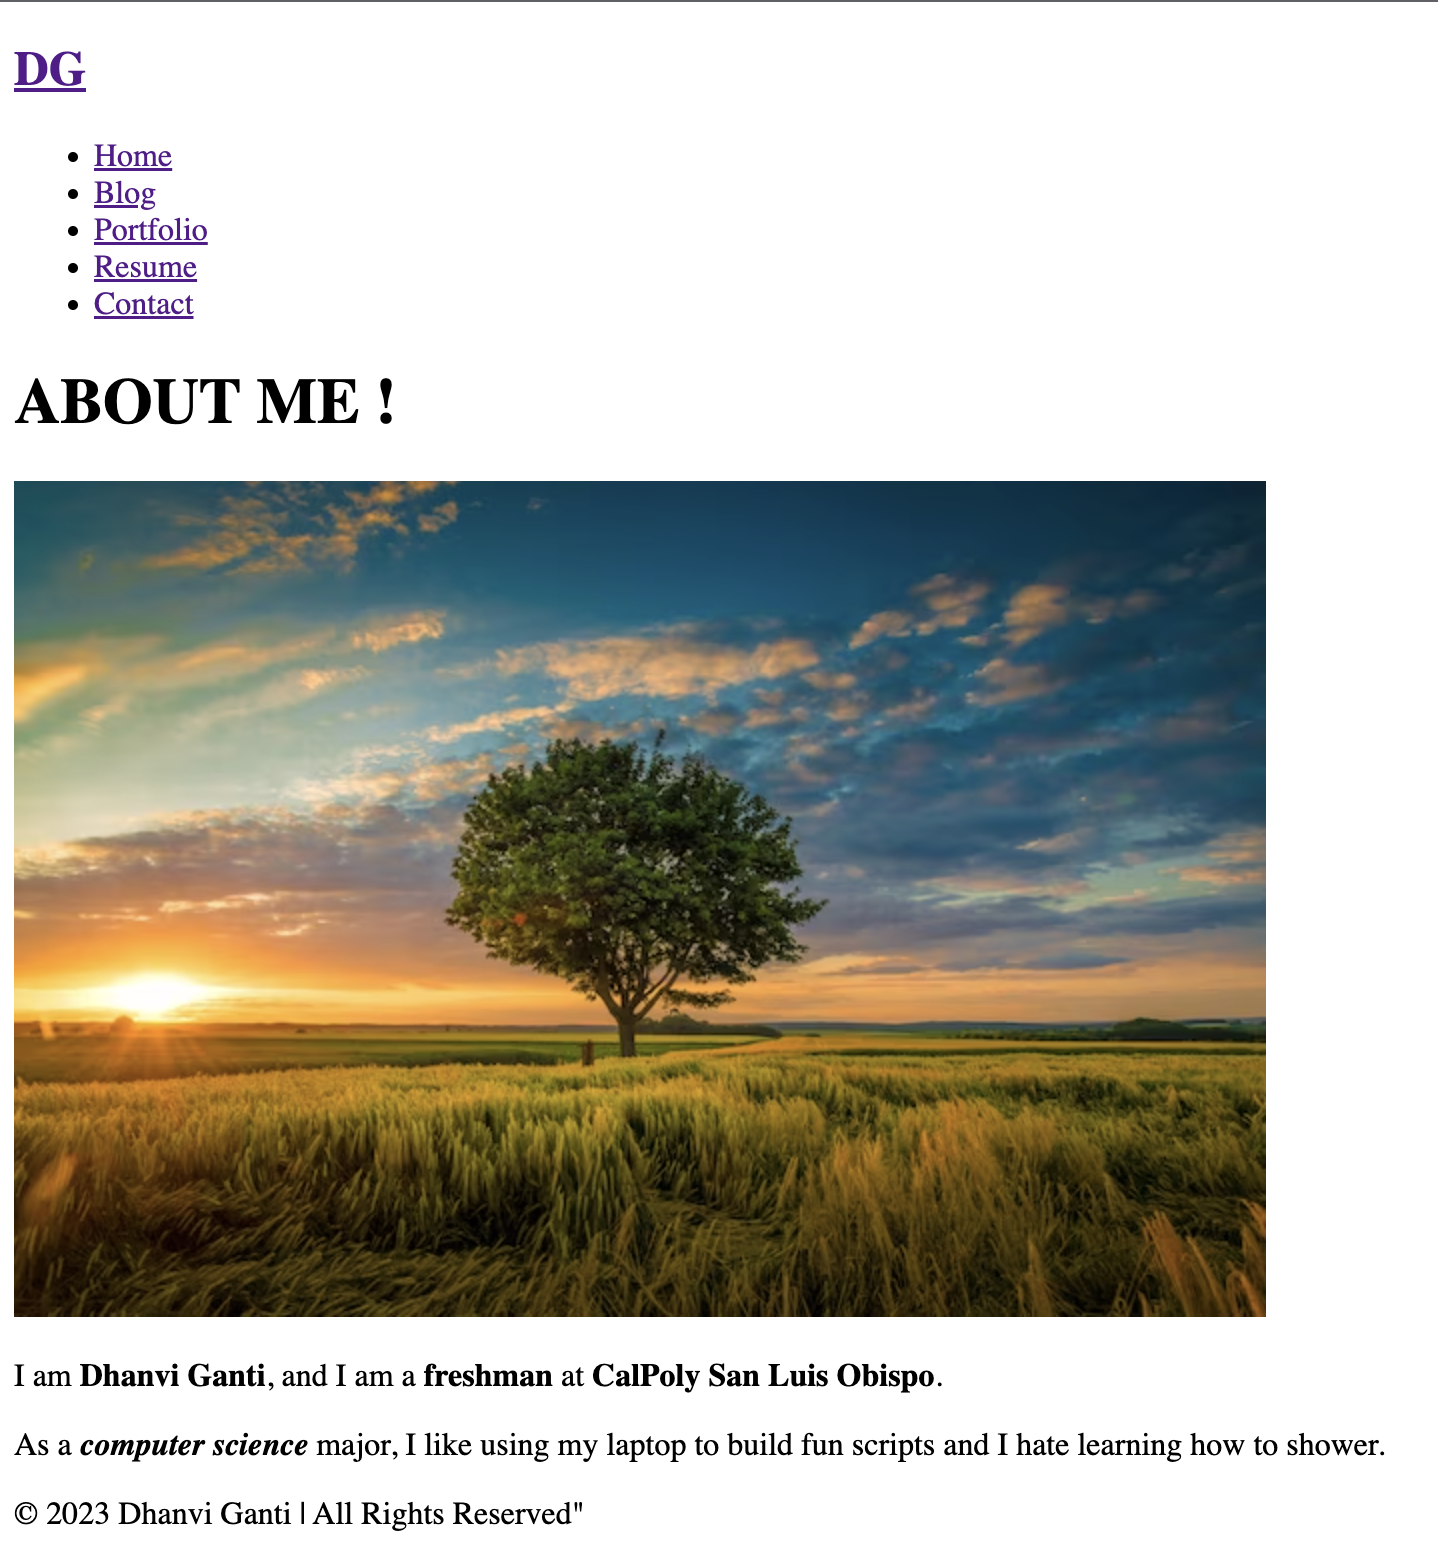 DG
Home
Blog
Portfolio
Resume
Contact
ABOUT ME !
I am Dhanvi Ganti, and I am a freshman at CalPoly San Luis Obispo.
As a computer science major, I like using my laptop to build fun scripts and I hate learning how to shower.
© 2023 Dhanvi Ganti | All Rights Reserved"